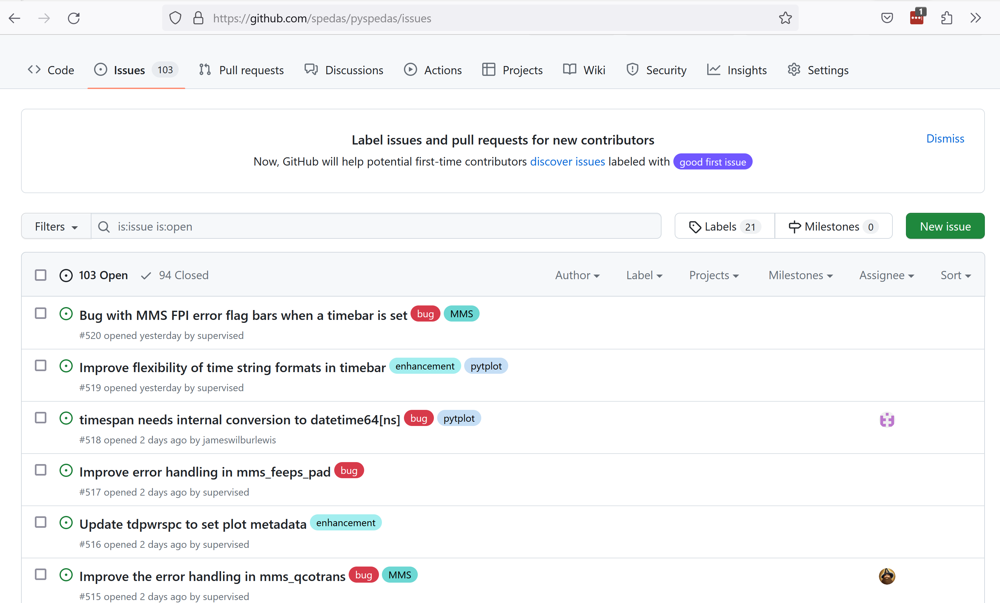 https://github.com/spedas/pyspedas/issues
1
Code Issues 103 Pull requests Discussions Actions Projects Wiki Security Insights Settings
Label issues and pull requests for new contributors
Dismiss
Now, GitHub will help potential first-time contributors discover issues labeled with good first issue
Filters is:issue is:open Labels 21 Milestones 0 New issue
103 Open 94 Closed Author Label Projects Milestones Assignee Sort
Bug with MMS FPI error flag bars when a timebar is set bug MMS
#520 opened yesterday by supervised
Improve flexibility of time string formats in timebar enhancement pytplot
#519 opened yesterday by supervised
timespan needs internal conversion to datetime64[ns] bug pytplot
#518 opened 2 days ago by jameswilburlewis
Improve error handling in mms_feeps_pad bug
#517 opened 2 days ago by supervised
Update tdpwrspc to set plot metadata enhancement
#516 opened 2 days ago by supervised
Improve the error handling in mms_qcotrans bug MMS
#515 opened 2 days ago by supervised